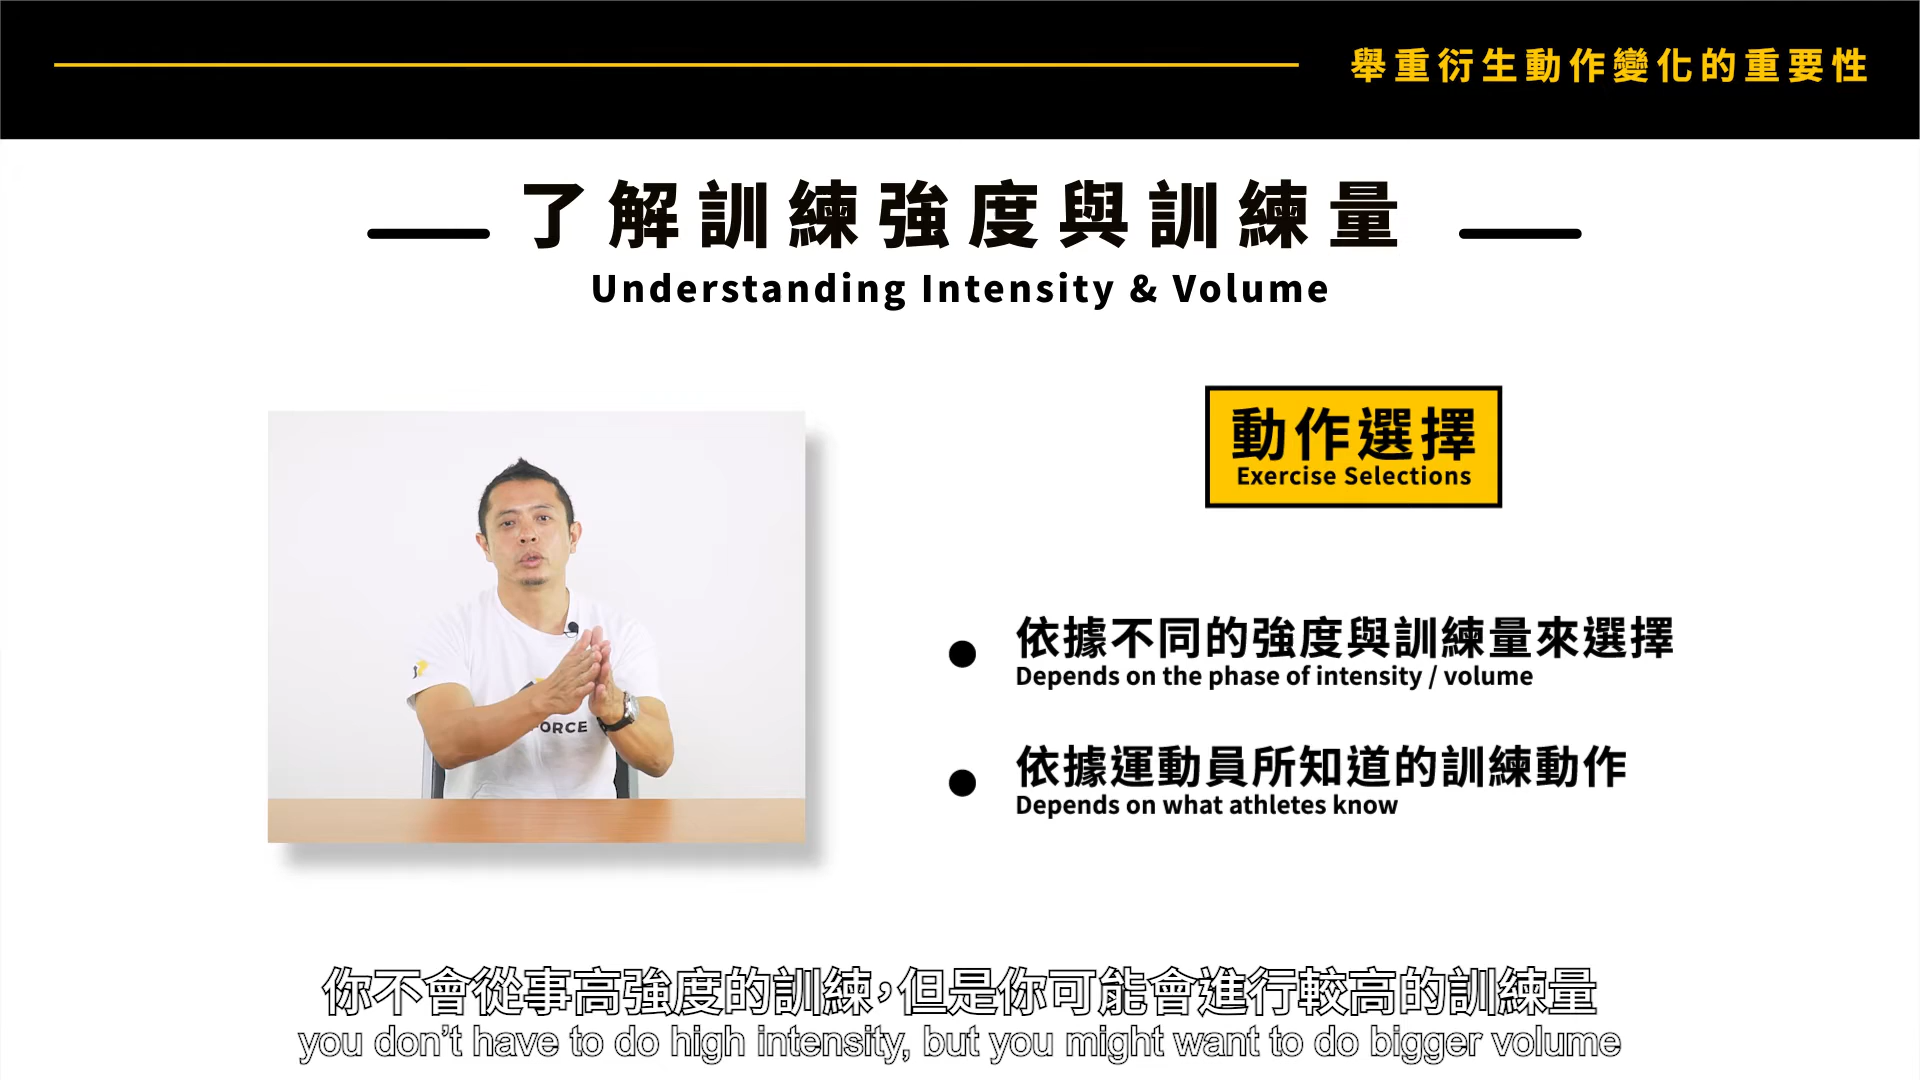 舉重衍生動作變化的重要性
了解訓練強度與訓練量
Understanding Intensity & Volume
動作選擇
Exercise Selections
依據不同的強度與訓練量來選擇
Depends on the phase of intensity / volume
依據運動員所知道的訓練動作
Depends on what athletes know
FORCE
你不會從事高強度的訓練，但是你可能會進行較高的訓練量
you don't have to do high intensity, but you might want to do bigger volume